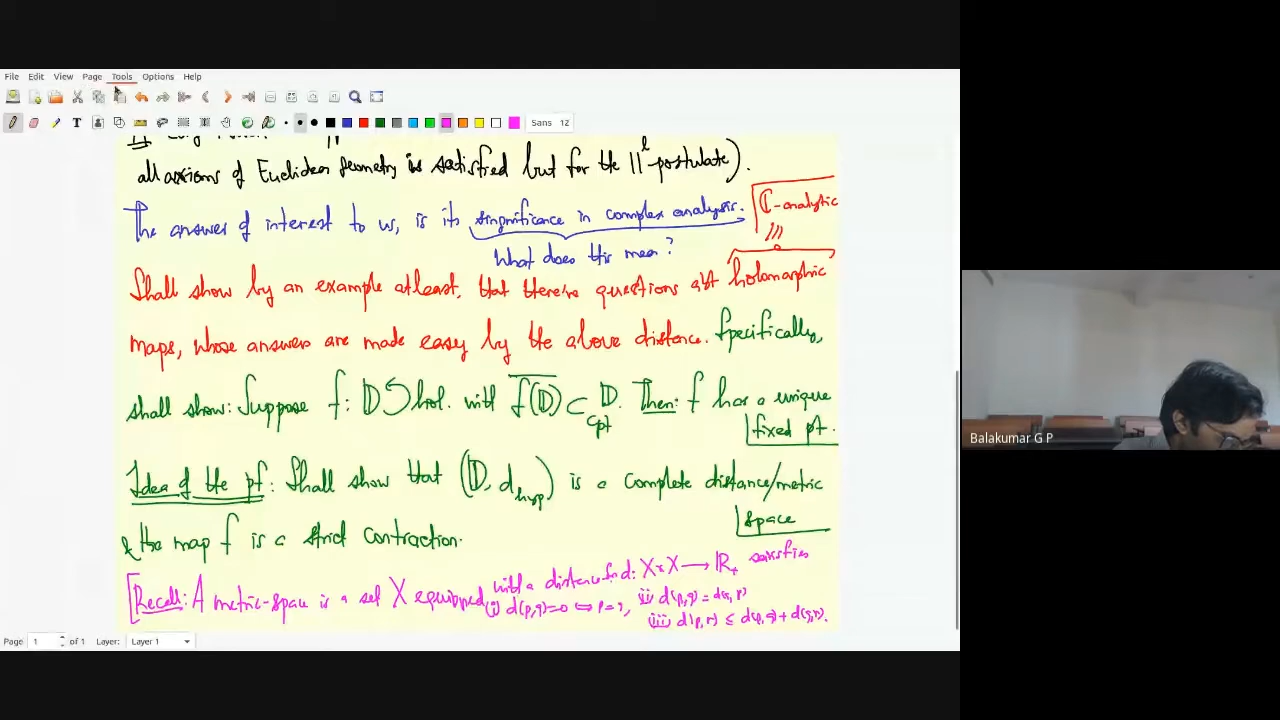 File Edit View Page Tools Options Help
Sans 12
all axioms of Euclidean geometry is satisfied but for the ||ˡ-postulate).
The answer of interest to us, is its singnificance in complex analysis.
What does this mean?
ℂ-analytic
Shall show by an example atleast, that there're questions abt holomorphic
maps, whose answers are made easy by the above distance. Specifically,
shall show: Suppose f: 𝔻 ↺ hol. with f(𝔻) ⊂ 𝔻. Then: f has a unique
cpt
fixed pt.
Idea of the pf: Shall show that (𝔻, d_hyp) is a complete distance/metric
space
& the map f is a strict contraction.
[Recall: A metric-space is a set X equipped with a distance fn d: X×X → ℝ₊ satisfies
(i) d(p,q)=0 ⟺ p=q, (ii) d(p,q) = d(q,p)
(iii) d(p,r) ≤ d(p,q) + d(q,r).
Page 1 of 1 Layer: Layer 1
Balakumar G P